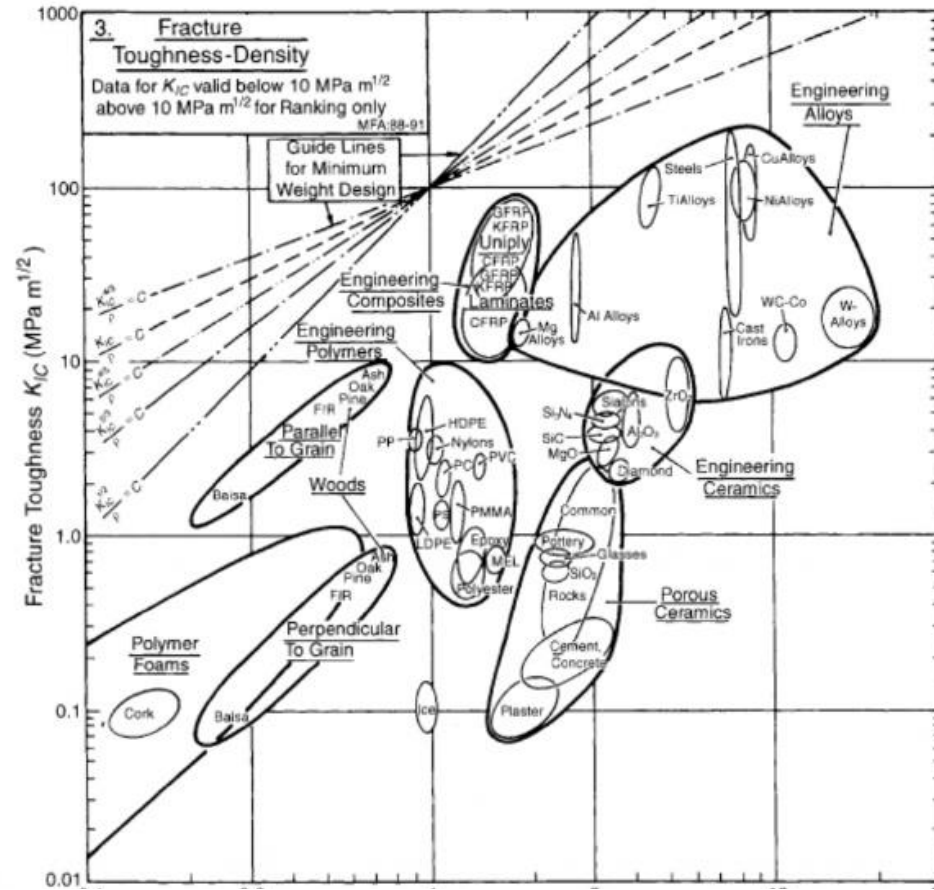 1000
3. Fracture
Toughness-Density
Data for K_IC valid below 10 MPa m^1/2
above 10 MPa m^1/2 for Ranking only
MFA:88-91
Guide Lines
for Minimum
Weight Design
Engineering
Alloys
Steels
CuAlloys
TiAlloys
NiAlloys
100
GFRP
KFRP
Uniply
CFRP
GFRP
KFRP
Laminates
CFRP
Engineering
Composites
Mg
Alloys
Al Alloys
WC-Co
W-
Alloys
Cast
Irons
Engineering
Polymers
10
Fracture Toughness K_IC (MPa m^1/2)
= C
= C
= C
= C
= C
Ash
Oak
Pine
FIR
Parallel
To Grain
Balsa
Woods
PP
HDPE
Nylons
PC
PVC
PS
PMMA
LDPE
Epoxy
MEL
Polyester
Sialons
ZrO₂
Si₃N₄
SiC
Al₂O₃
MgO
Diamond
Engineering
Ceramics
1.0
Common
Pottery
Glasses
SiO₂
Rocks
Porous
Ceramics
Cement,
Concrete
Plaster
Ash
Oak
Pine
FIR
Perpendicular
To Grain
Balsa
Polymer
Foams
Cork
Ice
0.1
0.01